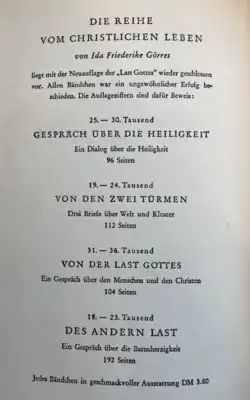 DIE REIHE
VOM CHRISTLICHEN LEBEN
von Ida Friederike Görres
liegt mit der Neuauflage der „Last Gottes" wieder geschlossen
vor. Allen Bändchen war ein ungewöhnlicher Erfolg be-
schieden. Die Auflageziffern sind dafür Beweis:
25. — 30. Tausend
GESPRÄCH ÜBER DIE HEILIGKEIT
Ein Dialog über die Heiligkeit
96 Seiten
19. — 24. Tausend
VON DEN ZWEI TÜRMEN
Drei Briefe über Welt und Kloster
112 Seiten
31. — 36. Tausend
VON DER LAST GOTTES
Ein Gespräch über den Menschen und den Christen
104 Seiten
18. — 23. Tausend
DES ANDERN LAST
Ein Gespräch über die Barmherzigkeit
192 Seiten
Jedes Bändchen in geschmackvoller Ausstattung DM 3.80